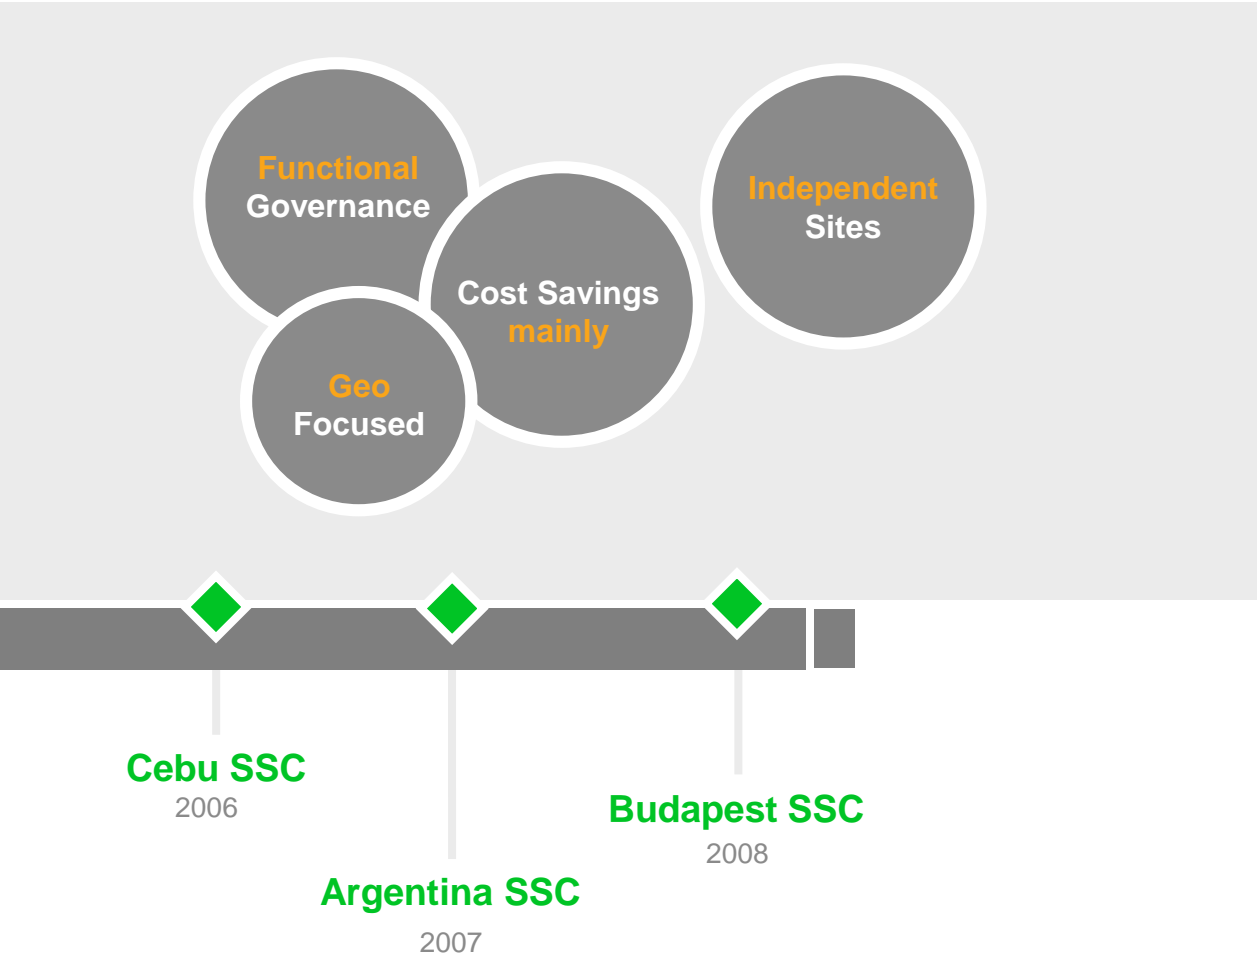 Functional
Governance
Independent
Sites
Cost Savings
mainly
Geo
Focused
Cebu SSC
2006
Argentina SSC
2007
Budapest SSC
2008